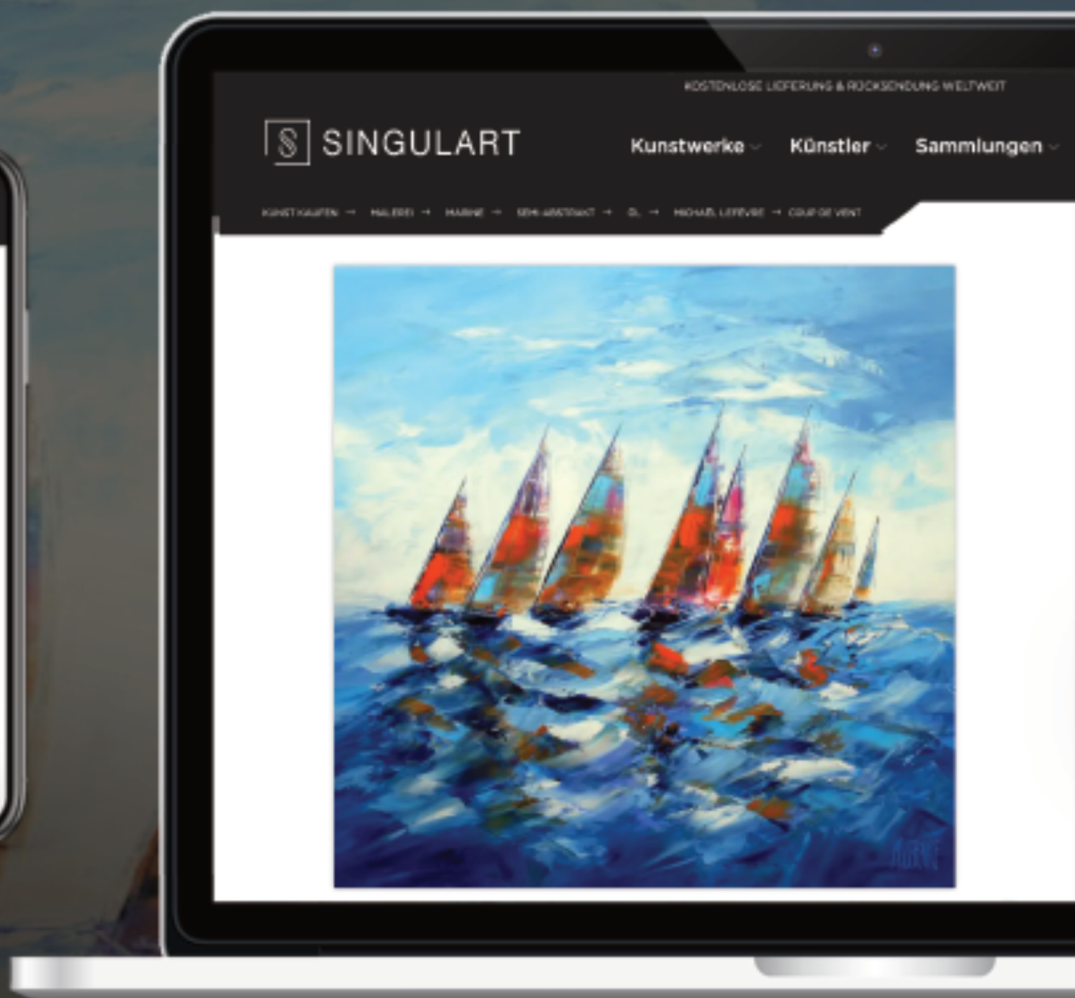 KOSTENLOSE LIEFERUNG & RÜCKSENDUNG WELTWEIT
SINGULART
Kunstwerke Künstler Sammlungen
KUNST KAUFEN → MALEREI → MARINE → SEMI-ABSTRAKT → ÖL → MICHAËL LEFÈVRE → COUP DE VENT